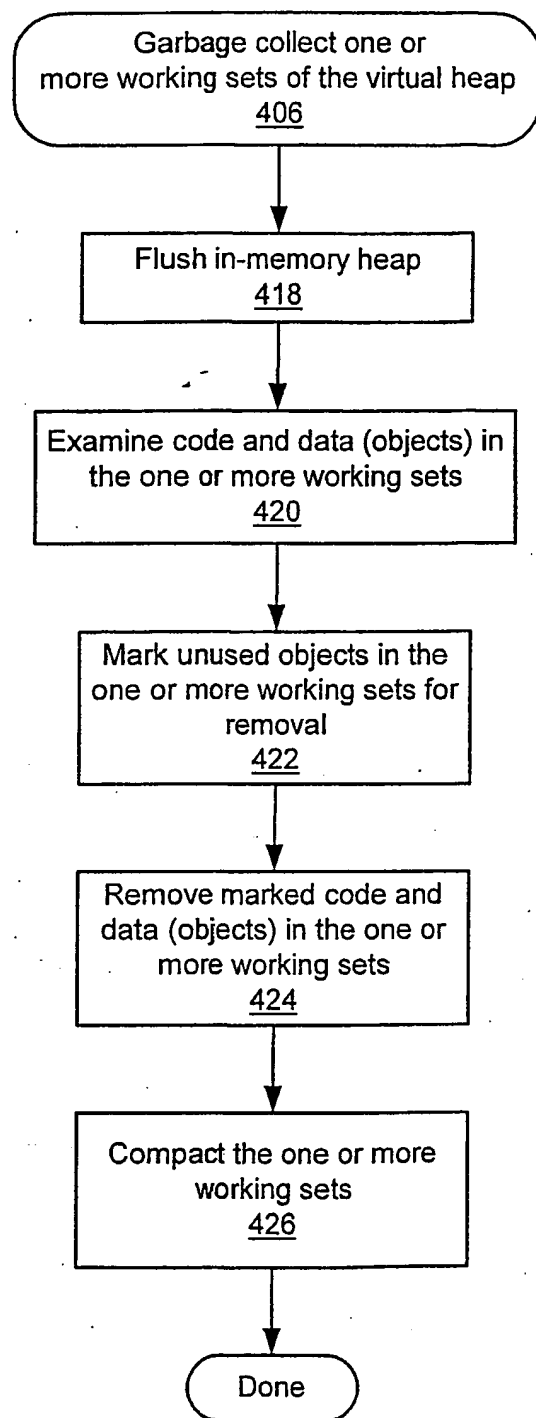 Garbage collect one or
more working sets of the virtual heap
406
Flush in-memory heap
418
Examine code and data (objects) in
the one or more working sets
420
Mark unused objects in the
one or more working sets for
removal
422
Remove marked code and
data (objects) in the one or
more working sets
424
Compact the one or more
working sets
426
Done